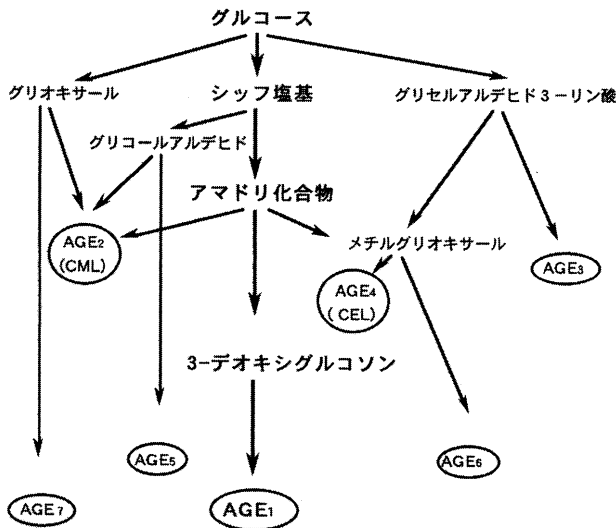 グルコース
グリオキサール
シッフ塩基
グリセルアルデヒド3-リン酸
グリコールアルデヒド
アマドリ化合物
AGE2
(CML)
メチルグリオキサール
AGE3
AGE4
(CEL)
3-デオキシグルコソン
AGE5
AGE6
AGE7
AGE1